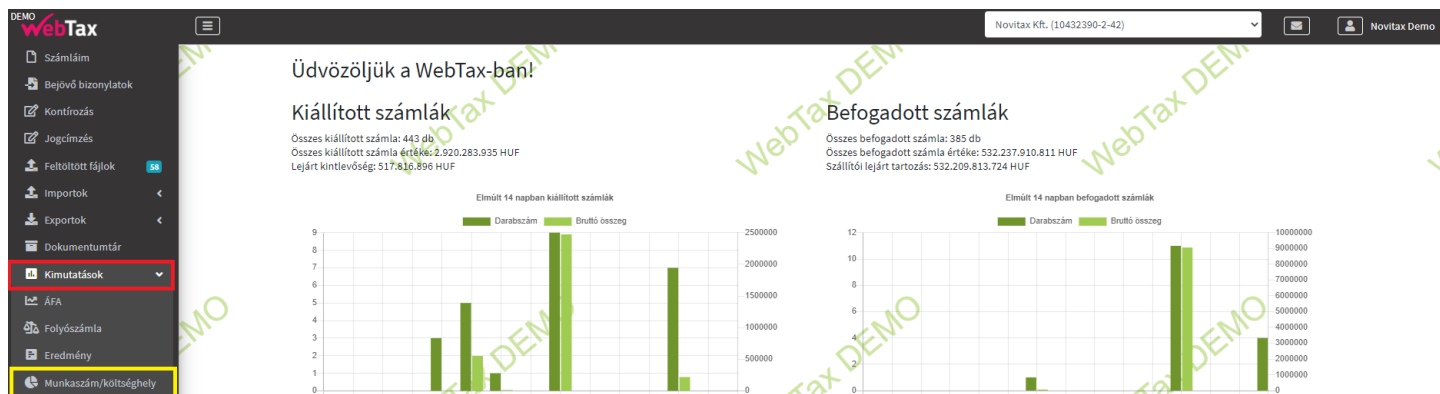 DEMO
WebTax
Novitax Kft. (10432390-2-42)
Novitax Demo
Számláim
Bejövő bizonylatok
Kontírozás
Jogcímzés
Feltöltött fájlok 58
Importok
Exportok
Dokumentumtár
Kimutatások
ÁFA
Folyószámla
Eredmény
Munkaszám/költséghely
Üdvözöljük a WebTax-ban!
Kiállított számlák
Összes kiállított számla: 443 db
Összes kiállított számla értéke: 2.920.283.935 HUF
Lejárt kintlevőség: 517.816.896 HUF
Elmúlt 14 napban kiállított számlák
Darabszám Bruttó összeg
9 2500000
8
7 2000000
6
5 1500000
4
3 1000000
2
1 500000
0 0
Befogadott számlák
Összes befogadott számla: 385 db
Összes befogadott számla értéke: 532.237.910.811 HUF
Szállítói lejárt tartozás: 532.209.813.724 HUF
Elmúlt 14 napban befogadott számlák
Darabszám Bruttó összeg
12 10000000
9000000
10 8000000
7000000
8 6000000
6 5000000
4 4000000
3000000
2 2000000
1000000
0 0
WebTax DEMO
WebTax DEMO
WebTax DEMO
WebTax DEMO